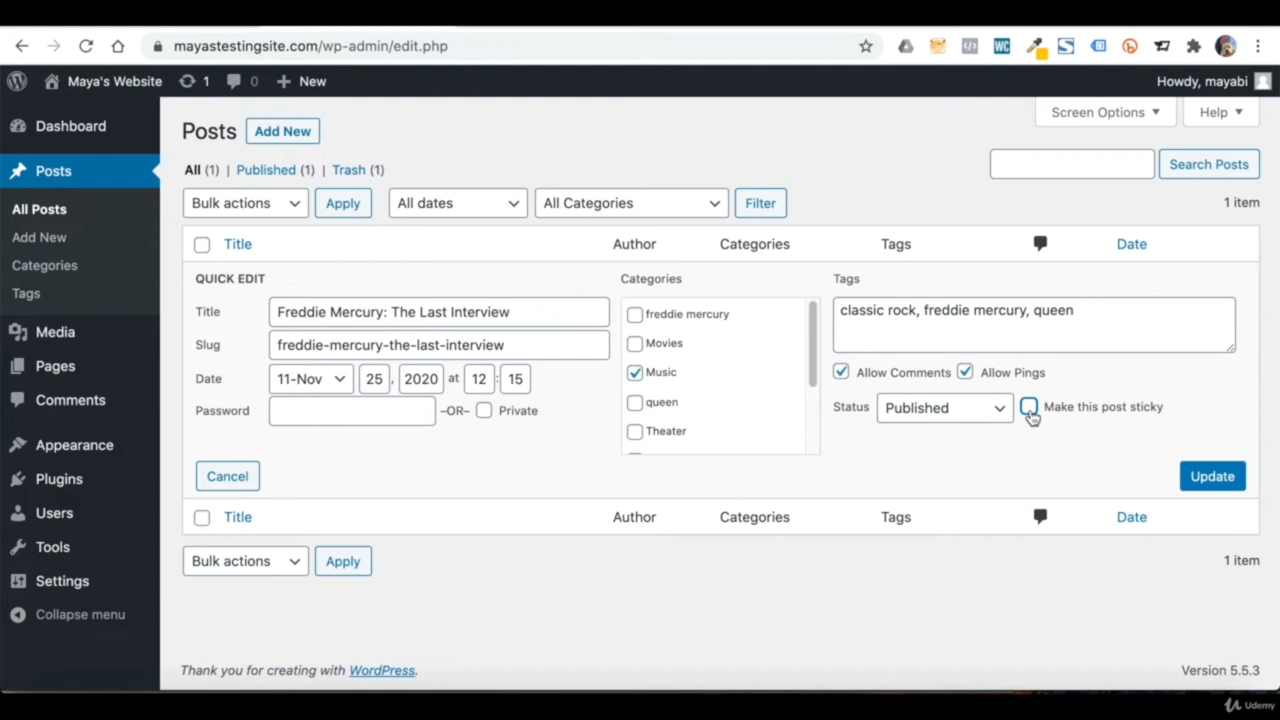 mayastestingsite.com/wp-admin/edit.php
WC
Maya's Website 1 0 New
Howdy, mayabi
Dashboard
Posts
All Posts
Add New
Categories
Tags
Media
Pages
Comments
Appearance
Plugins
Users
Tools
Settings
Collapse menu
Screen Options Help
Posts Add New
All (1) | Published (1) | Trash (1)
Search Posts
Bulk actions Apply All dates All Categories Filter 1 item
Title Author Categories Tags Date
QUICK EDIT
Title Freddie Mercury: The Last Interview
Slug freddie-mercury-the-last-interview
Date 11-Nov 25 , 2020 at 12 : 15
Password –OR– Private
Categories
freddie mercury
Movies
Music
queen
Theater
Tags
classic rock, freddie mercury, queen
Allow Comments Allow Pings
Status Published Make this post sticky
Cancel Update
Title Author Categories Tags Date
Bulk actions Apply 1 item
Thank you for creating with WordPress. Version 5.5.3
Udemy